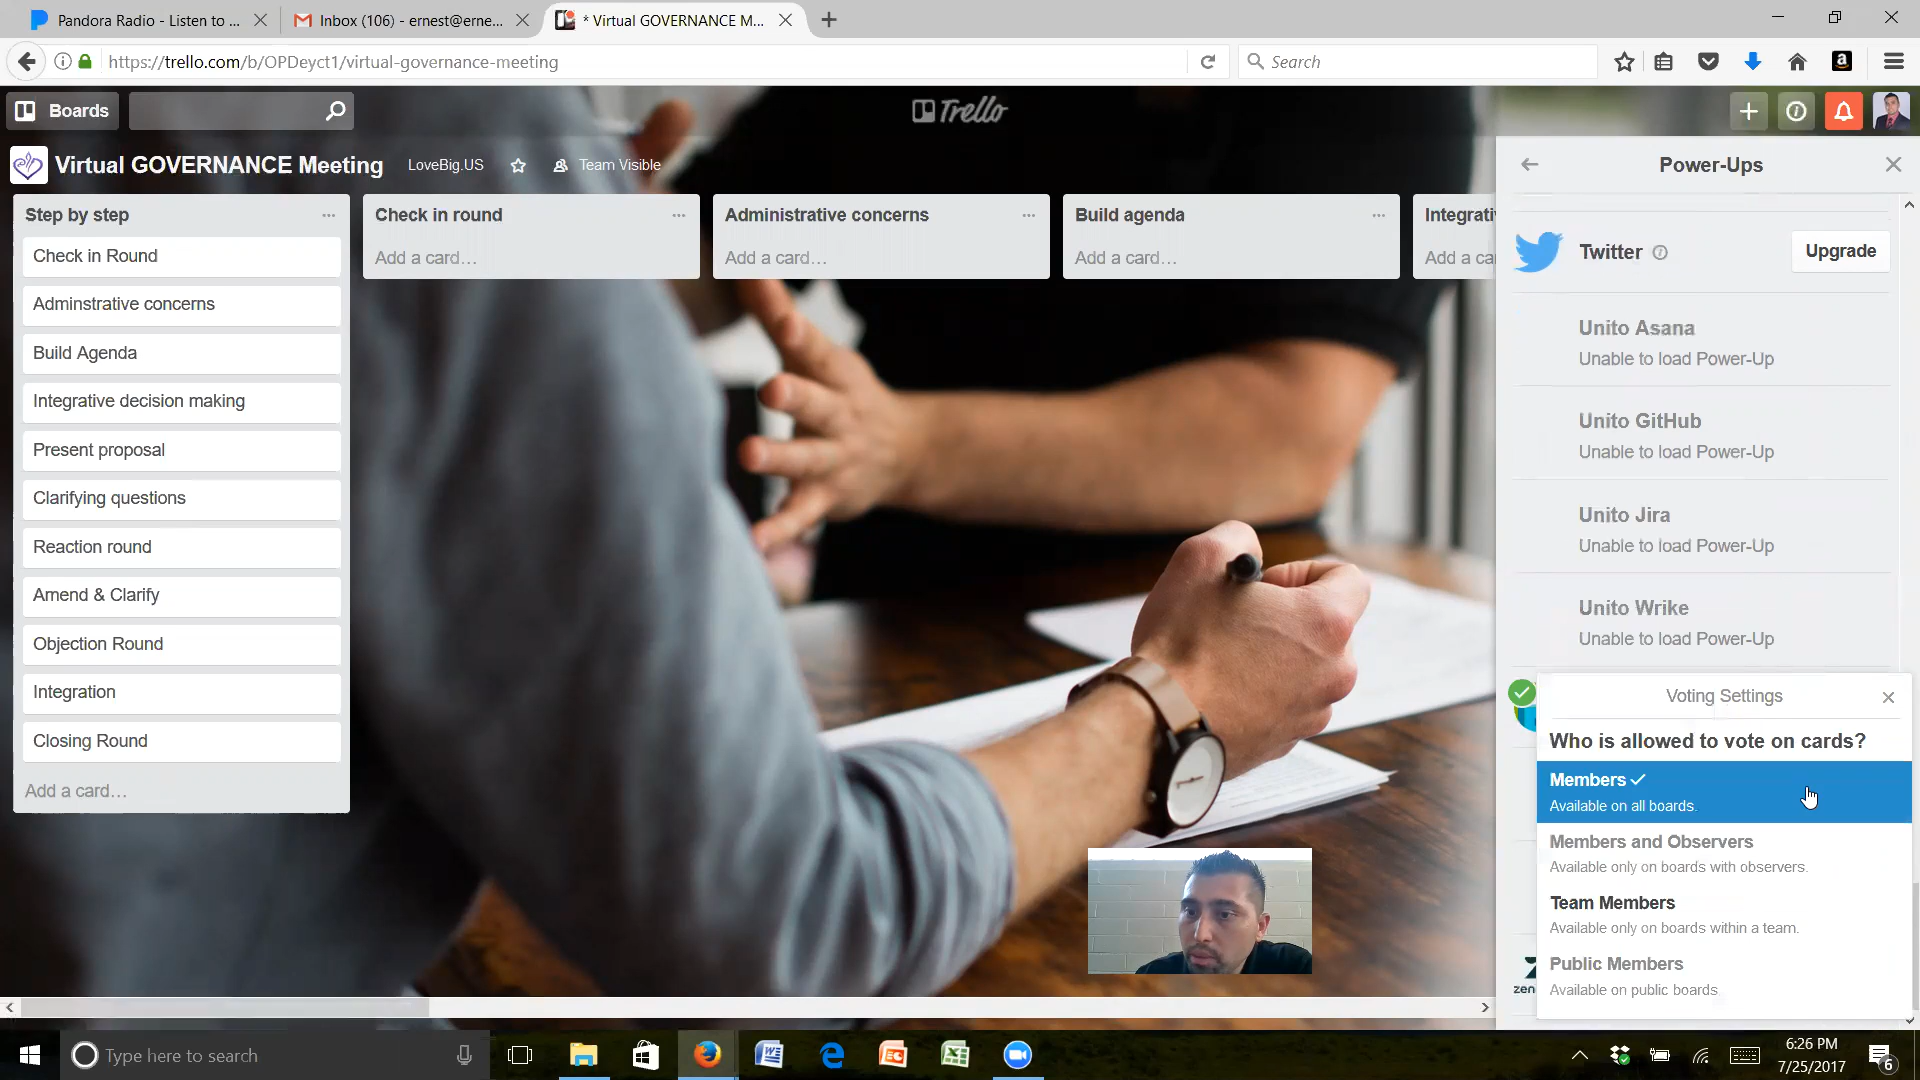 Pandora Radio - Listen to ...
Inbox (106) - ernest@erne...
* Virtual GOVERNANCE M...
https://trello.com/b/OPDeyct1/virtual-governance-meeting
Search
a
Boards
Trello
Virtual GOVERNANCE Meeting
LoveBig.US
Team Visible
Step by step
Check in Round
Adminstrative concerns
Build Agenda
Integrative decision making
Present proposal
Clarifying questions
Reaction round
Amend & Clarify
Objection Round
Integration
Closing Round
Add a card…
Check in round
Add a card…
Administrative concerns
Add a card…
Build agenda
Add a card…
Integrati
Add a ca
Power-Ups
Twitter
Upgrade
Unito Asana
Unable to load Power-Up
Unito GitHub
Unable to load Power-Up
Unito Jira
Unable to load Power-Up
Unito Wrike
Unable to load Power-Up
Voting Settings
Who is allowed to vote on cards?
Members
Available on all boards.
Members and Observers
Available only on boards with observers.
Team Members
Available only on boards within a team.
Public Members
Available on public boards.
zen
Type here to search
6:26 PM
7/25/2017
6